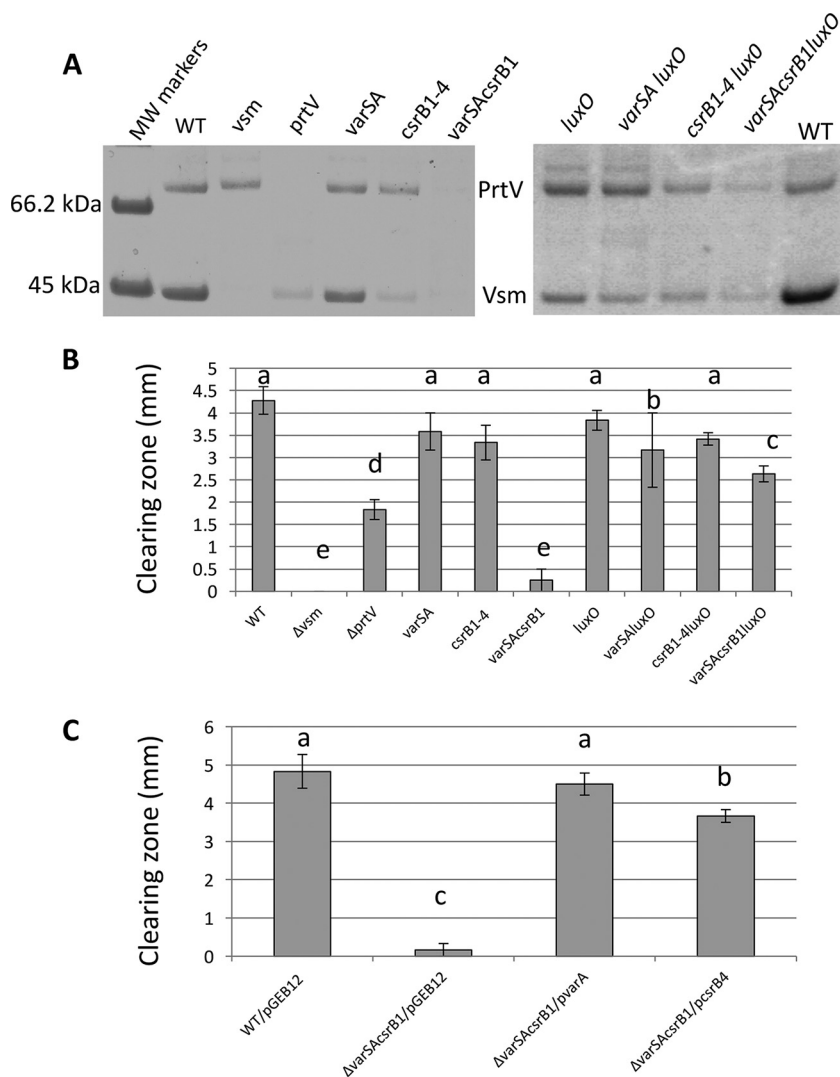 A
MW markers WT vsm prtV varSA csrB1-4 varSAcsrB1
luxO varSA luxO csrB1-4 lux0 varSAcsrB1luxO WT
66.2 kDa
PrtV
45 kDa
Vsm
B
Clearing zone (mm)
5
4.5
4
3.5
3
2.5
2
1.5
1
0.5
0
a e d a a e a b a c
WT Δvsm ΔprtV varSA csrB1-4 varSAcsrB1 luxO varSAluxO csrB1-4luxO varSAcsrB1luxO
C
Clearing zone (mm)
6
5
4
3
2
1
0
a c a b
WT/pGEB12 ΔvarSAcsrB1/pGEB12 ΔvarSAcsrB1/pvarA ΔvarSAcsrB1/pcsrB4